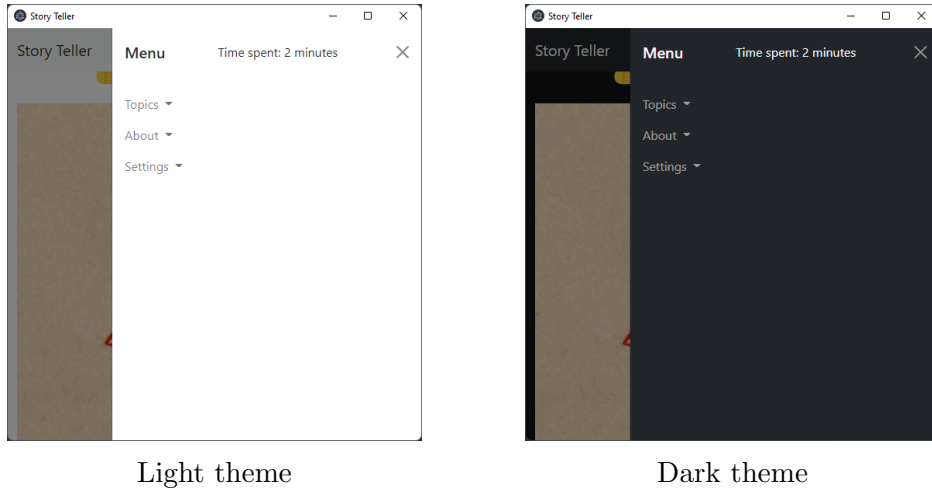 Story Teller
Story Teller
Menu
Time spent: 2 minutes
Topics
About
Settings
Light theme
Story Teller
Story Teller
Menu
Time spent: 2 minutes
Topics
About
Settings
Dark theme